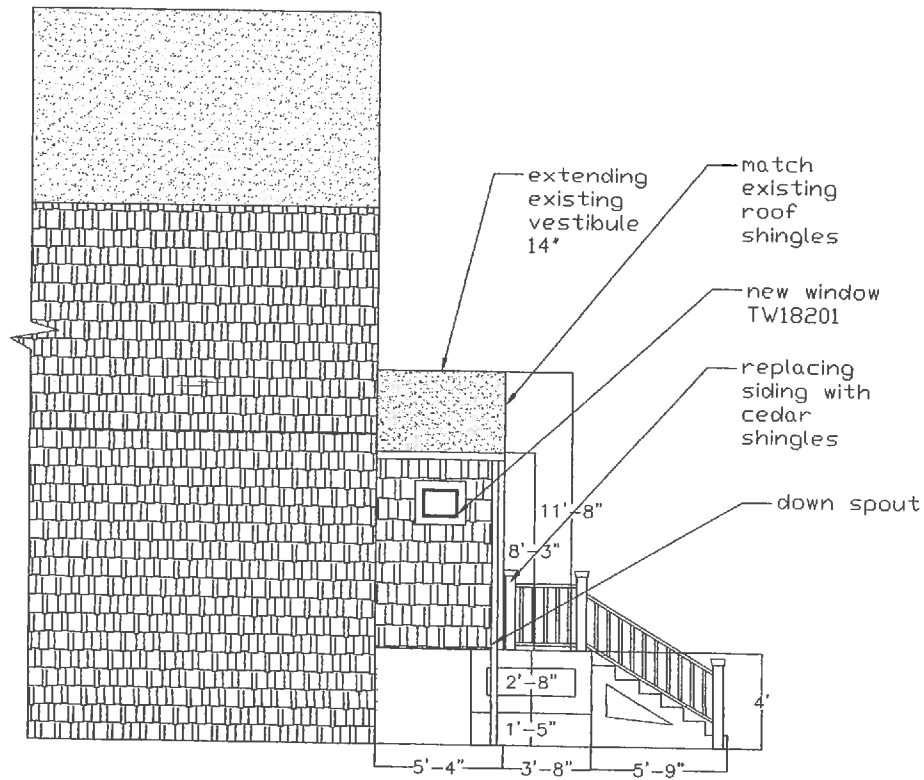 extending
existing
vestibule
14"
match
existing
roof
shingles
new window
TW18201
replacing
siding with
cedar
shingles
down spout
11'-8"
8'-3"
2'-8"
1'-5"
4'
5'-4"
3'-8"
5'-9"